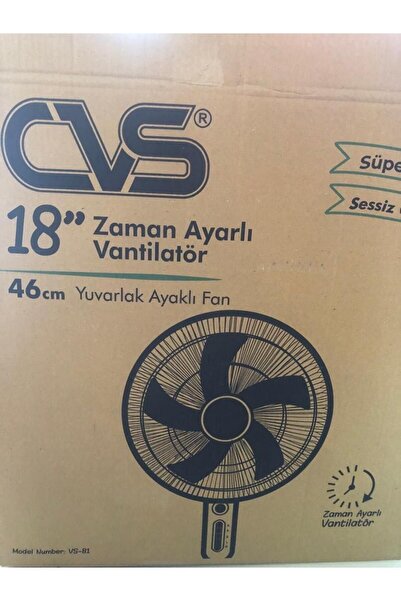 CVS®
Süpe
Sessiz
18” Zaman Ayarlı
Vantilatör
46cm Yuvarlak Ayaklı Fan
Zaman Ayarlı
Vantilatör
Model Number: VS-81